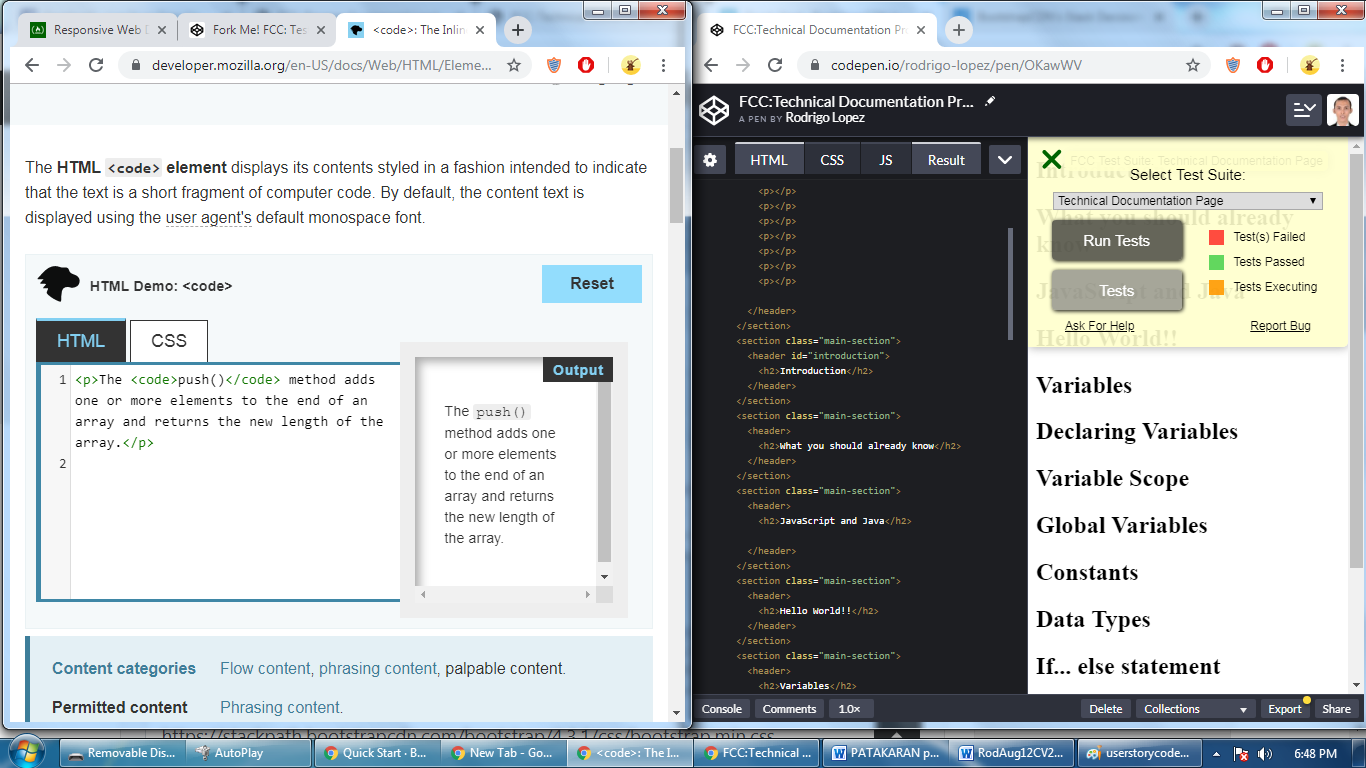 Responsive Web D
Fork Me! FCC: Tes
<code>: The Inlin
developer.mozilla.org/en-US/docs/Web/HTML/Eleme...
The HTML <code> element displays its contents styled in a fashion intended to indicate
that the text is a short fragment of computer code. By default, the content text is
displayed using the user agent's default monospace font.
HTML Demo: <code>
Reset
HTML
CSS
1
<p>The <code>push()</code> method adds
one or more elements to the end of an
array and returns the new length of the
array.</p>
2
Output
The push()
method adds one
or more elements
to the end of an
array and returns
the new length of
the array.
Content categories
Flow content, phrasing content, palpable content.
Permitted content
Phrasing content.
https://stackpath.bootstrapcdn.com/bootstrap/4.3.1/css/bootstrap.min.css
FCC:Technical Documentation Pr
codepen.io/rodrigo-lopez/pen/OKawWV
FCC:Technical Documentation Pr...
A PEN BY Rodrigo Lopez
HTML
CSS
JS
Result
<p></p>
<p></p>
<p></p>
<p></p>
<p></p>
<p></p>
<p></p>
</header>
</section>
<section class="main-section">
<header id="introduction">
<h2>Introduction</h2>
</header>
</section>
<section class="main-section">
<header>
<h2>What you should already know</h2>
</header>
</section>
<section class="main-section">
<header>
<h2>JavaScript and Java</h2>
</header>
</section>
<section class="main-section">
<header>
<h2>Hello World!!</h2>
</header>
</section>
<section class="main-section">
<header>
<h2>Variables</h2>
FCC Test Suite: Technical Documentation Page
Introduc
Select Test Suite:
Technical Documentation Page
What you should already
know
Run Tests
Test(s) Failed
Tests Passed
Tests
Tests Executing
JavaScript and Java
Ask For Help
Report Bug
Hello World!!
Variables
Declaring Variables
Variable Scope
Global Variables
Constants
Data Types
If... else statement
Console
Comments
1.0×
Delete
Collections
Export
Share
Removable Dis...
AutoPlay
Quick Start · B...
New Tab - Go...
<code>: The I...
FCC:Technical ...
PATAKARAN p...
RodAug12CV2...
userstorycode...
6:48 PM